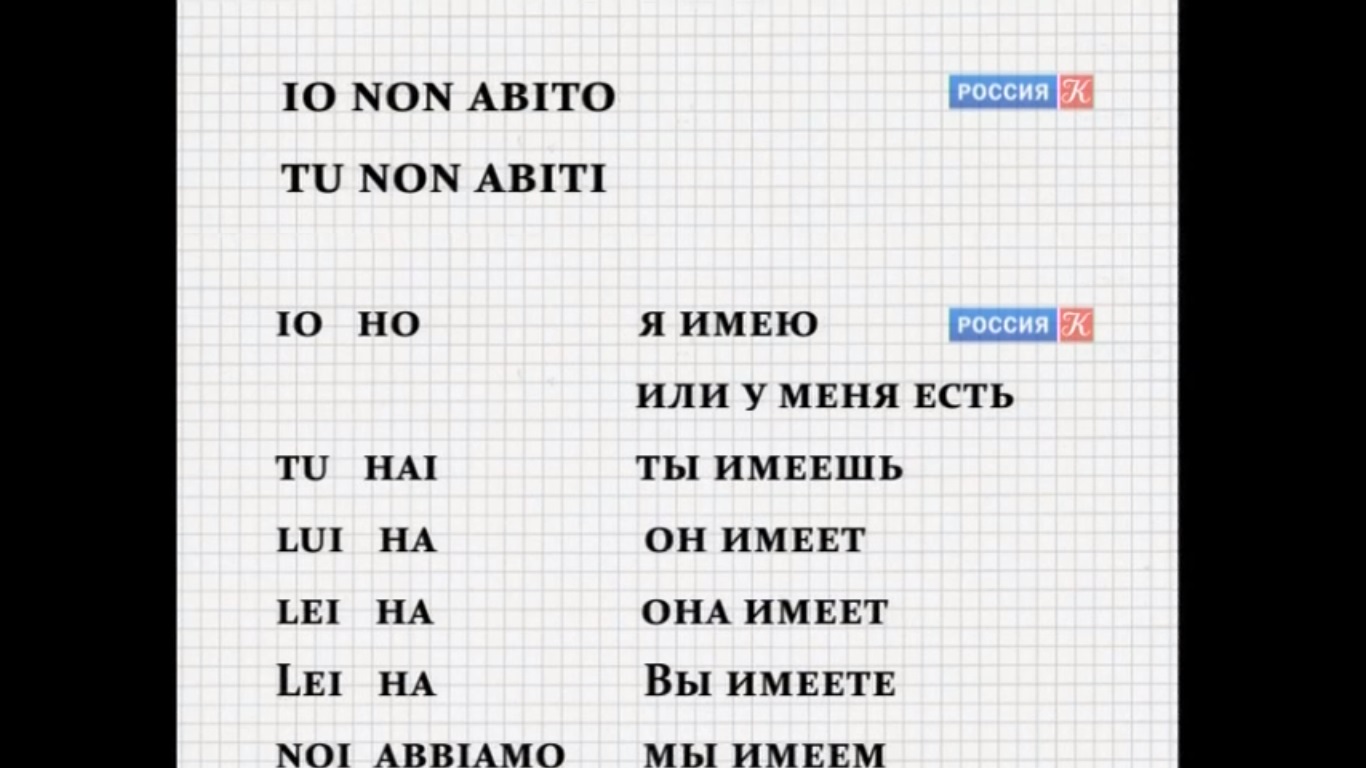 IO NON ABITO РОССИЯ К
TU NON ABITI
IO HO Я ИМЕЮ РОССИЯ К
ИЛИ У МЕНЯ ЕСТЬ
TU HAI ТЫ ИМЕЕШЬ
LUI HA ОН ИМЕЕТ
LEI HA ОНА ИМЕЕТ
LEI HA ВЫ ИМЕЕТЕ
NOI ABBIAMO МЫ ИМЕЕМ